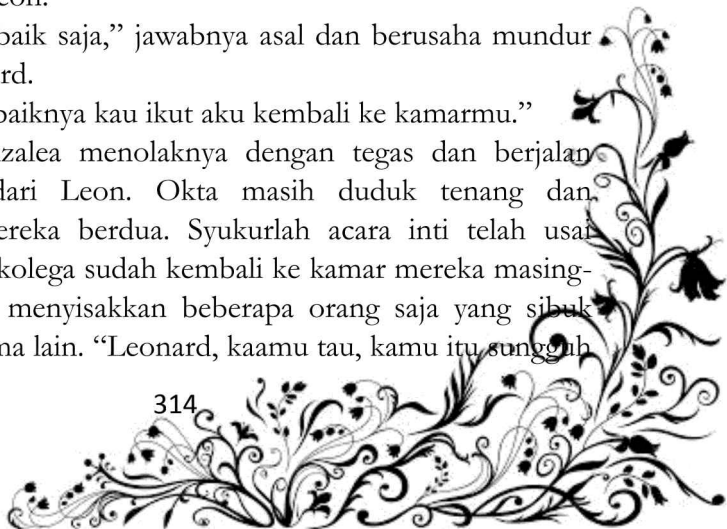 baik saja,” jawabnya asal dan berusaha mundur
rd.
baiknya kau ikut aku kembali ke kamarmu.”
zalea menolaknya dengan tegas dan berjalan
dari Leon. Okta masih duduk tenang dan
ereka berdua. Syukurlah acara inti telah usai
kolega sudah kembali ke kamar mereka masing-
menyisakkan beberapa orang saja yang sibuk
ma lain. “Leonard, kaamu tau, kamu itu sungguh
314